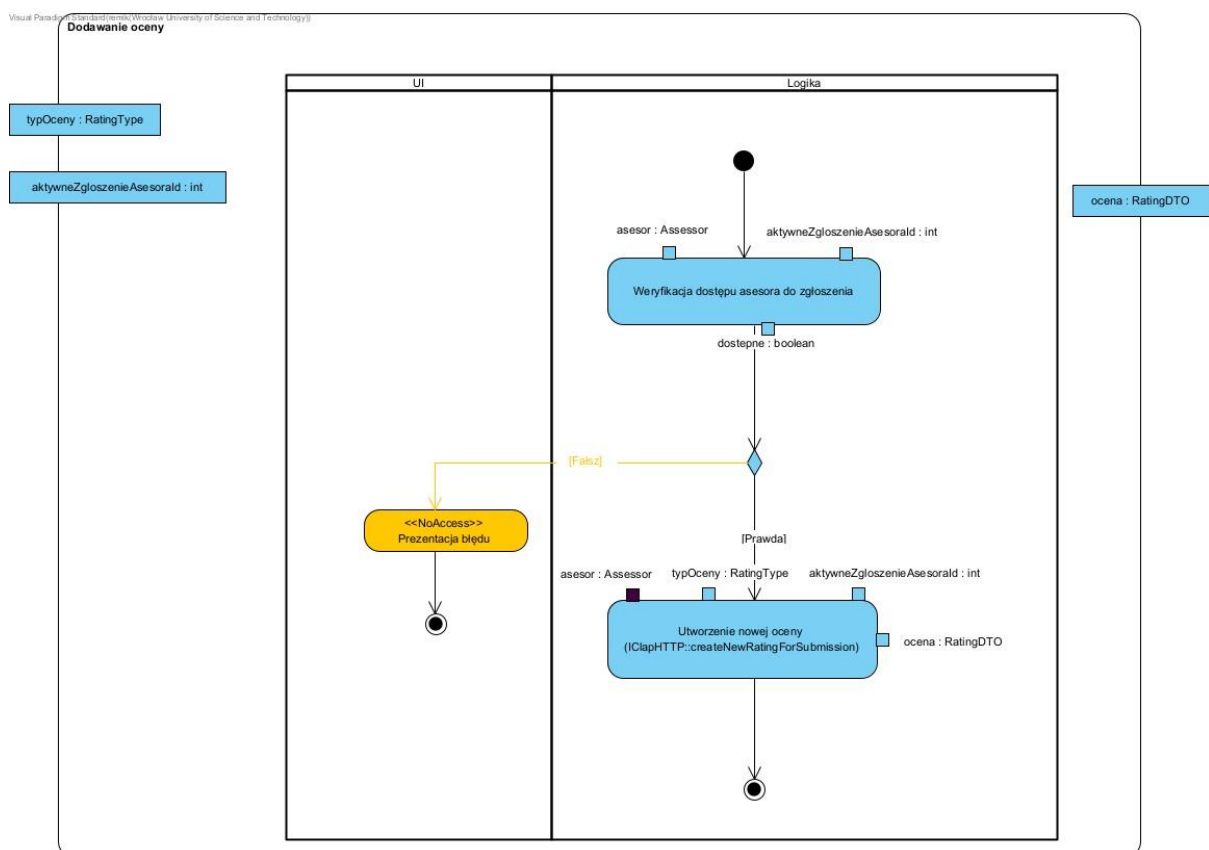 Visual Paradigm Standard(remik(Wroclaw University of Science and Technology))
Dodawanie oceny
UI
Logika
typOceny : RatingType
aktywneZgloszenieAsesoraId : int
ocena : RatingDTO
asesor : Assessor
aktywneZgloszenieAsesoraId : int
Weryfikacja dostępu asesora do zgłoszenia
dostepne : boolean
[Fałsz]
<<NoAccess>>
Prezentacja błędu
[Prawda]
asesor : Assessor
typOceny : RatingType
aktywneZgloszenieAsesoraId : int
Utworzenie nowej oceny
(IClapHTTP::createNewRatingForSubmission)
ocena : RatingDTO